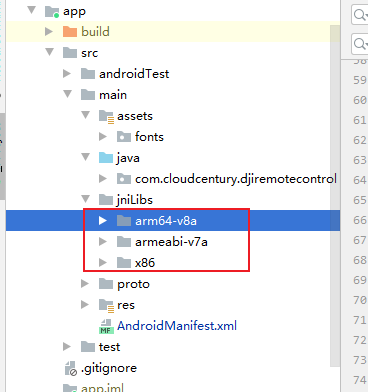 app
build
src
androidTest
main
assets
fonts
java
com.cloudcentury.djiremotecontrol
jniLibs
arm64-v8a
armeabi-v7a
x86
proto
res
AndroidManifest.xml
test
.gitignore
app.iml
59
60
61
62
63
64
65
66
67
68
69
70
71
72
73
74